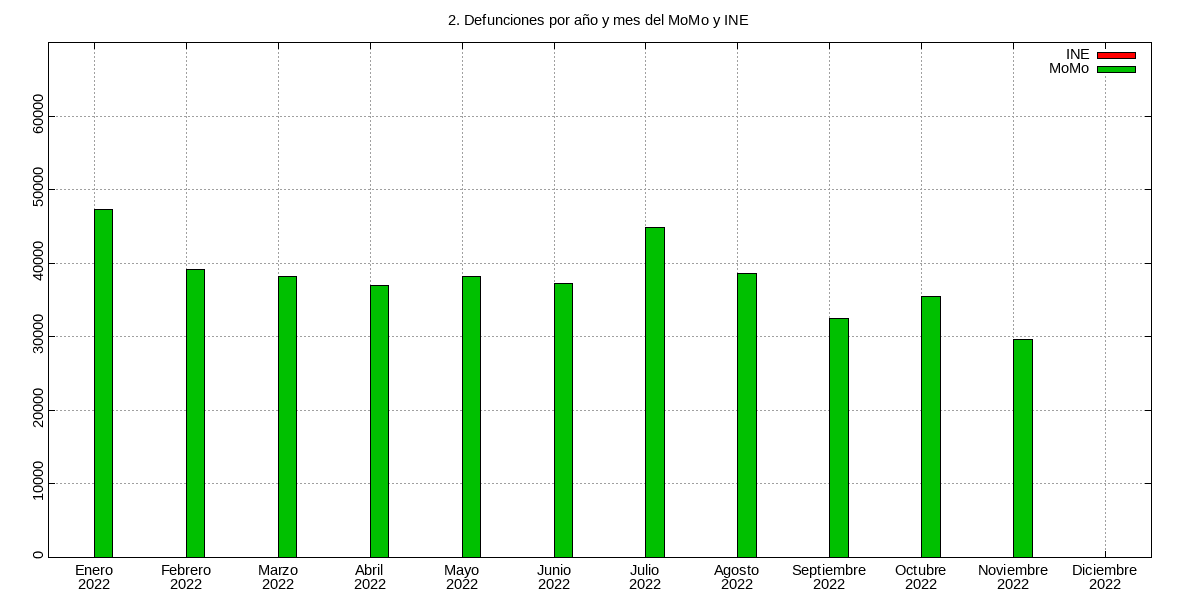 2. Defunciones por año y mes del MoMo y INE
INE
MoMo
60000
50000
40000
30000
20000
10000
0
Enero Febrero Marzo Abril Mayo Junio Julio Agosto Septiembre Octubre Noviembre Diciembre
2022 2022 2022 2022 2022 2022 2022 2022 2022 2022 2022 2022